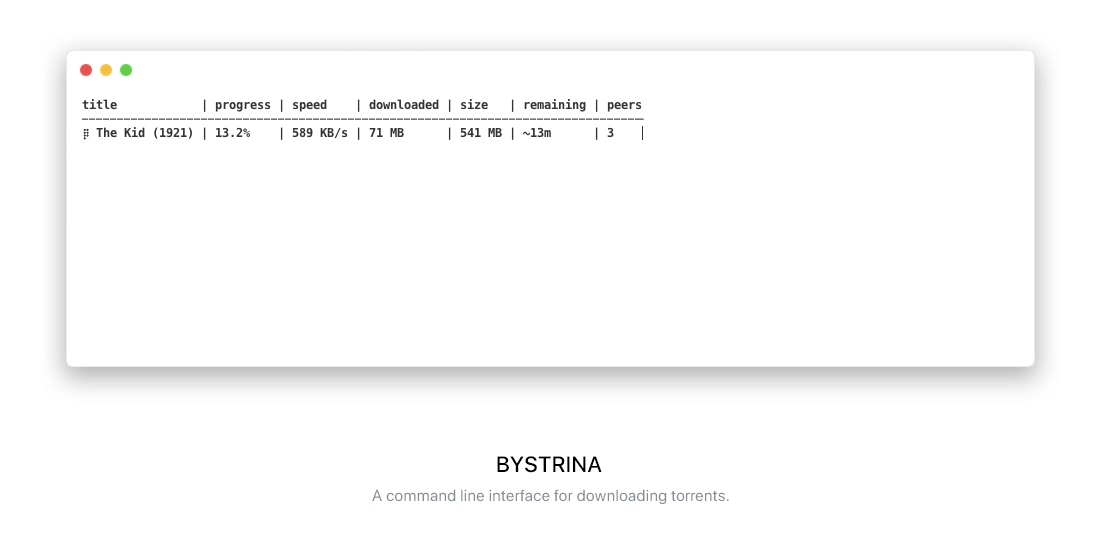 title            | progress | speed    | downloaded | size   | remaining | peers
────────────────────────────────────────────────────────────────────────────────
⡿ The Kid (1921) | 13.2%    | 589 KB/s | 71 MB      | 541 MB | ~13m      | 3    |
BYSTRINA
A command line interface for downloading torrents.